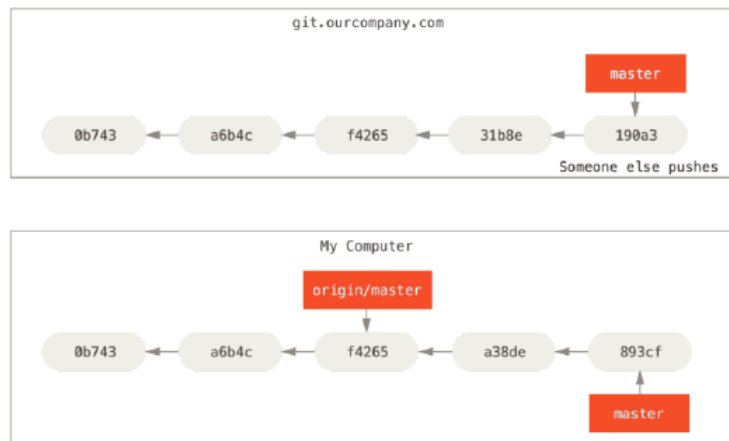 git.ourcompany.com
master
0b743 a6b4c f4265 31b8e 190a3
Someone else pushes
My Computer
origin/master
0b743 a6b4c f4265 a38de 893cf
master